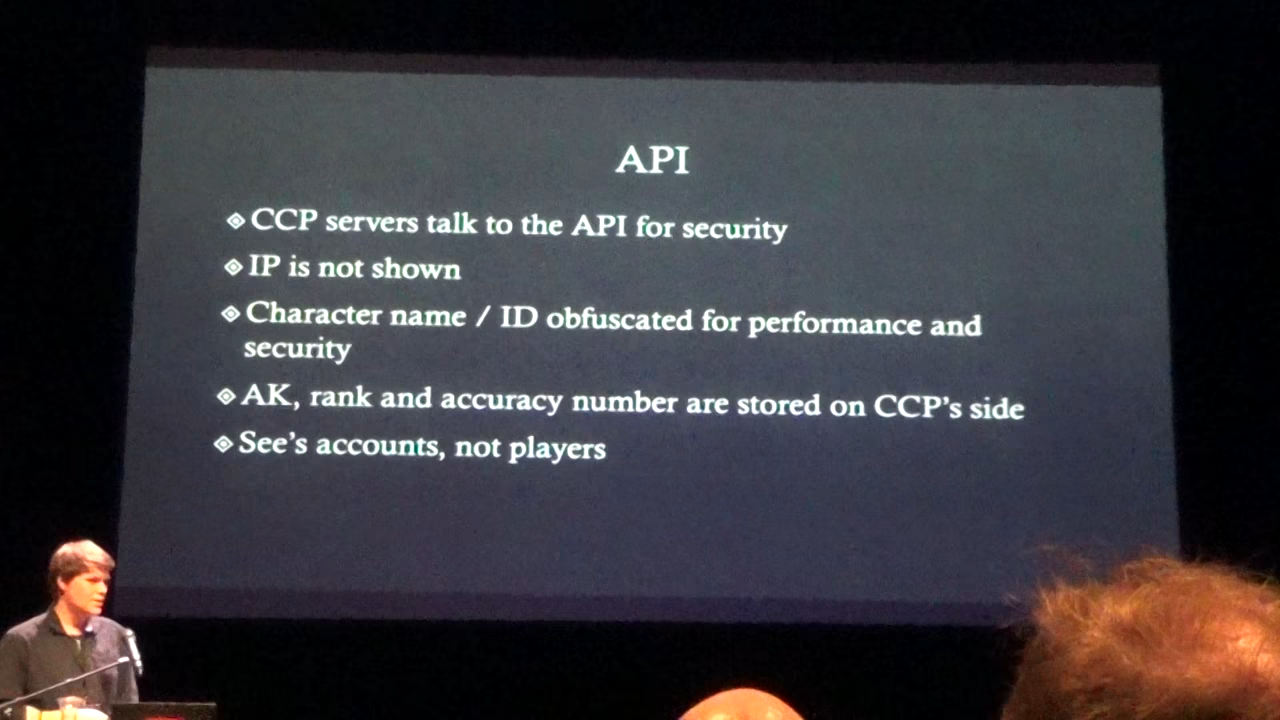 API
CCP servers talk to the API for security
IP is not shown
Character name / ID obfuscated for performance and
security
AK, rank and accuracy number are stored on CCP's side
See's accounts, not players